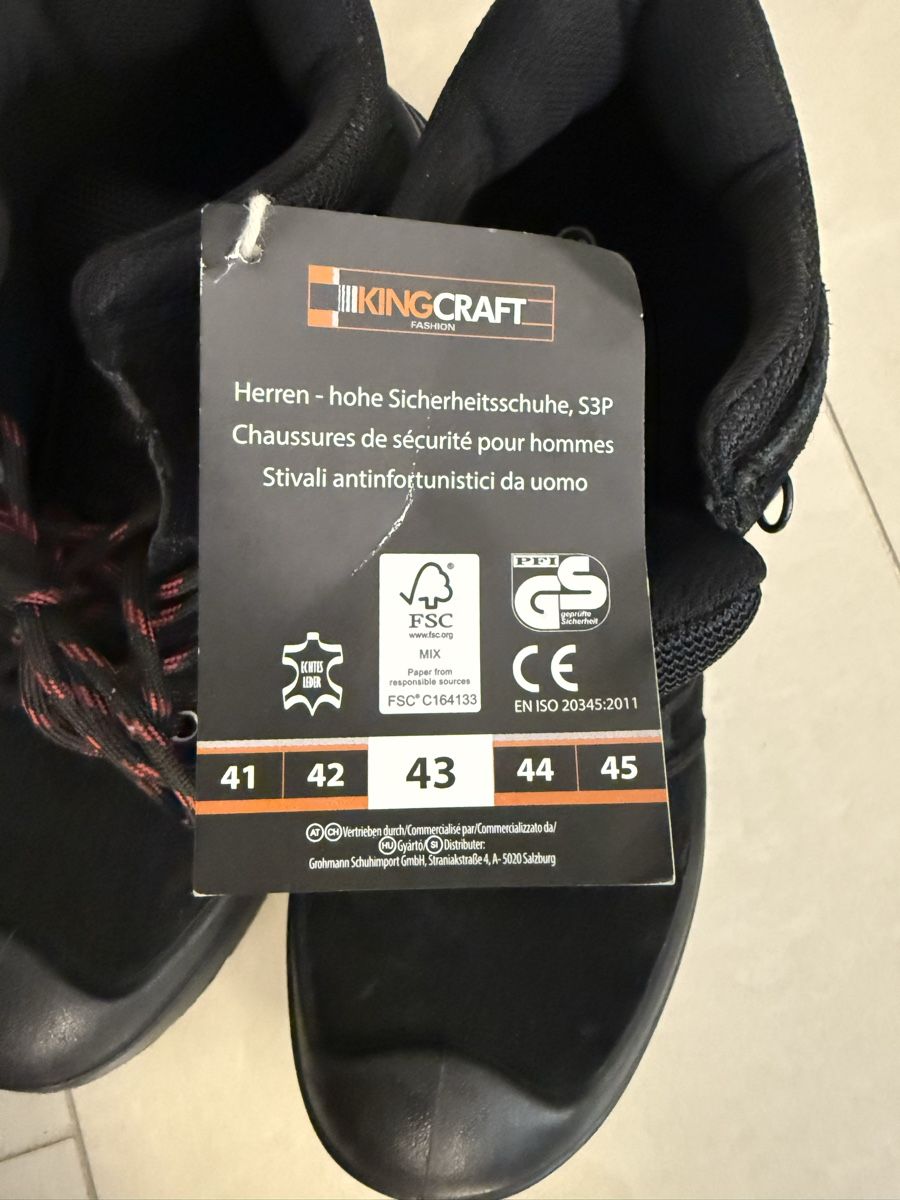 KINGCRAFT
FASHION
Herren - hohe Sicherheitsschuhe, S3P
Chaussures de sécurité pour hommes
Stivali antinfortunistici da uomo
ECHTES
LEDER
FSC®
www.fsc.org
MIX
Paper from
responsible sources
FSC® C164133
PFI
GS
geprüfte
Sicherheit
CE
EN ISO 20345:2011
41 42 43 44 45
AT CH Vertrieben durch/Commercialisé par/Commercializzato da/
HU Gyártó/ SI Distributer:
Grohmann Schuhimport GmbH, Straniakstraße 4, A- 5020 Salzburg